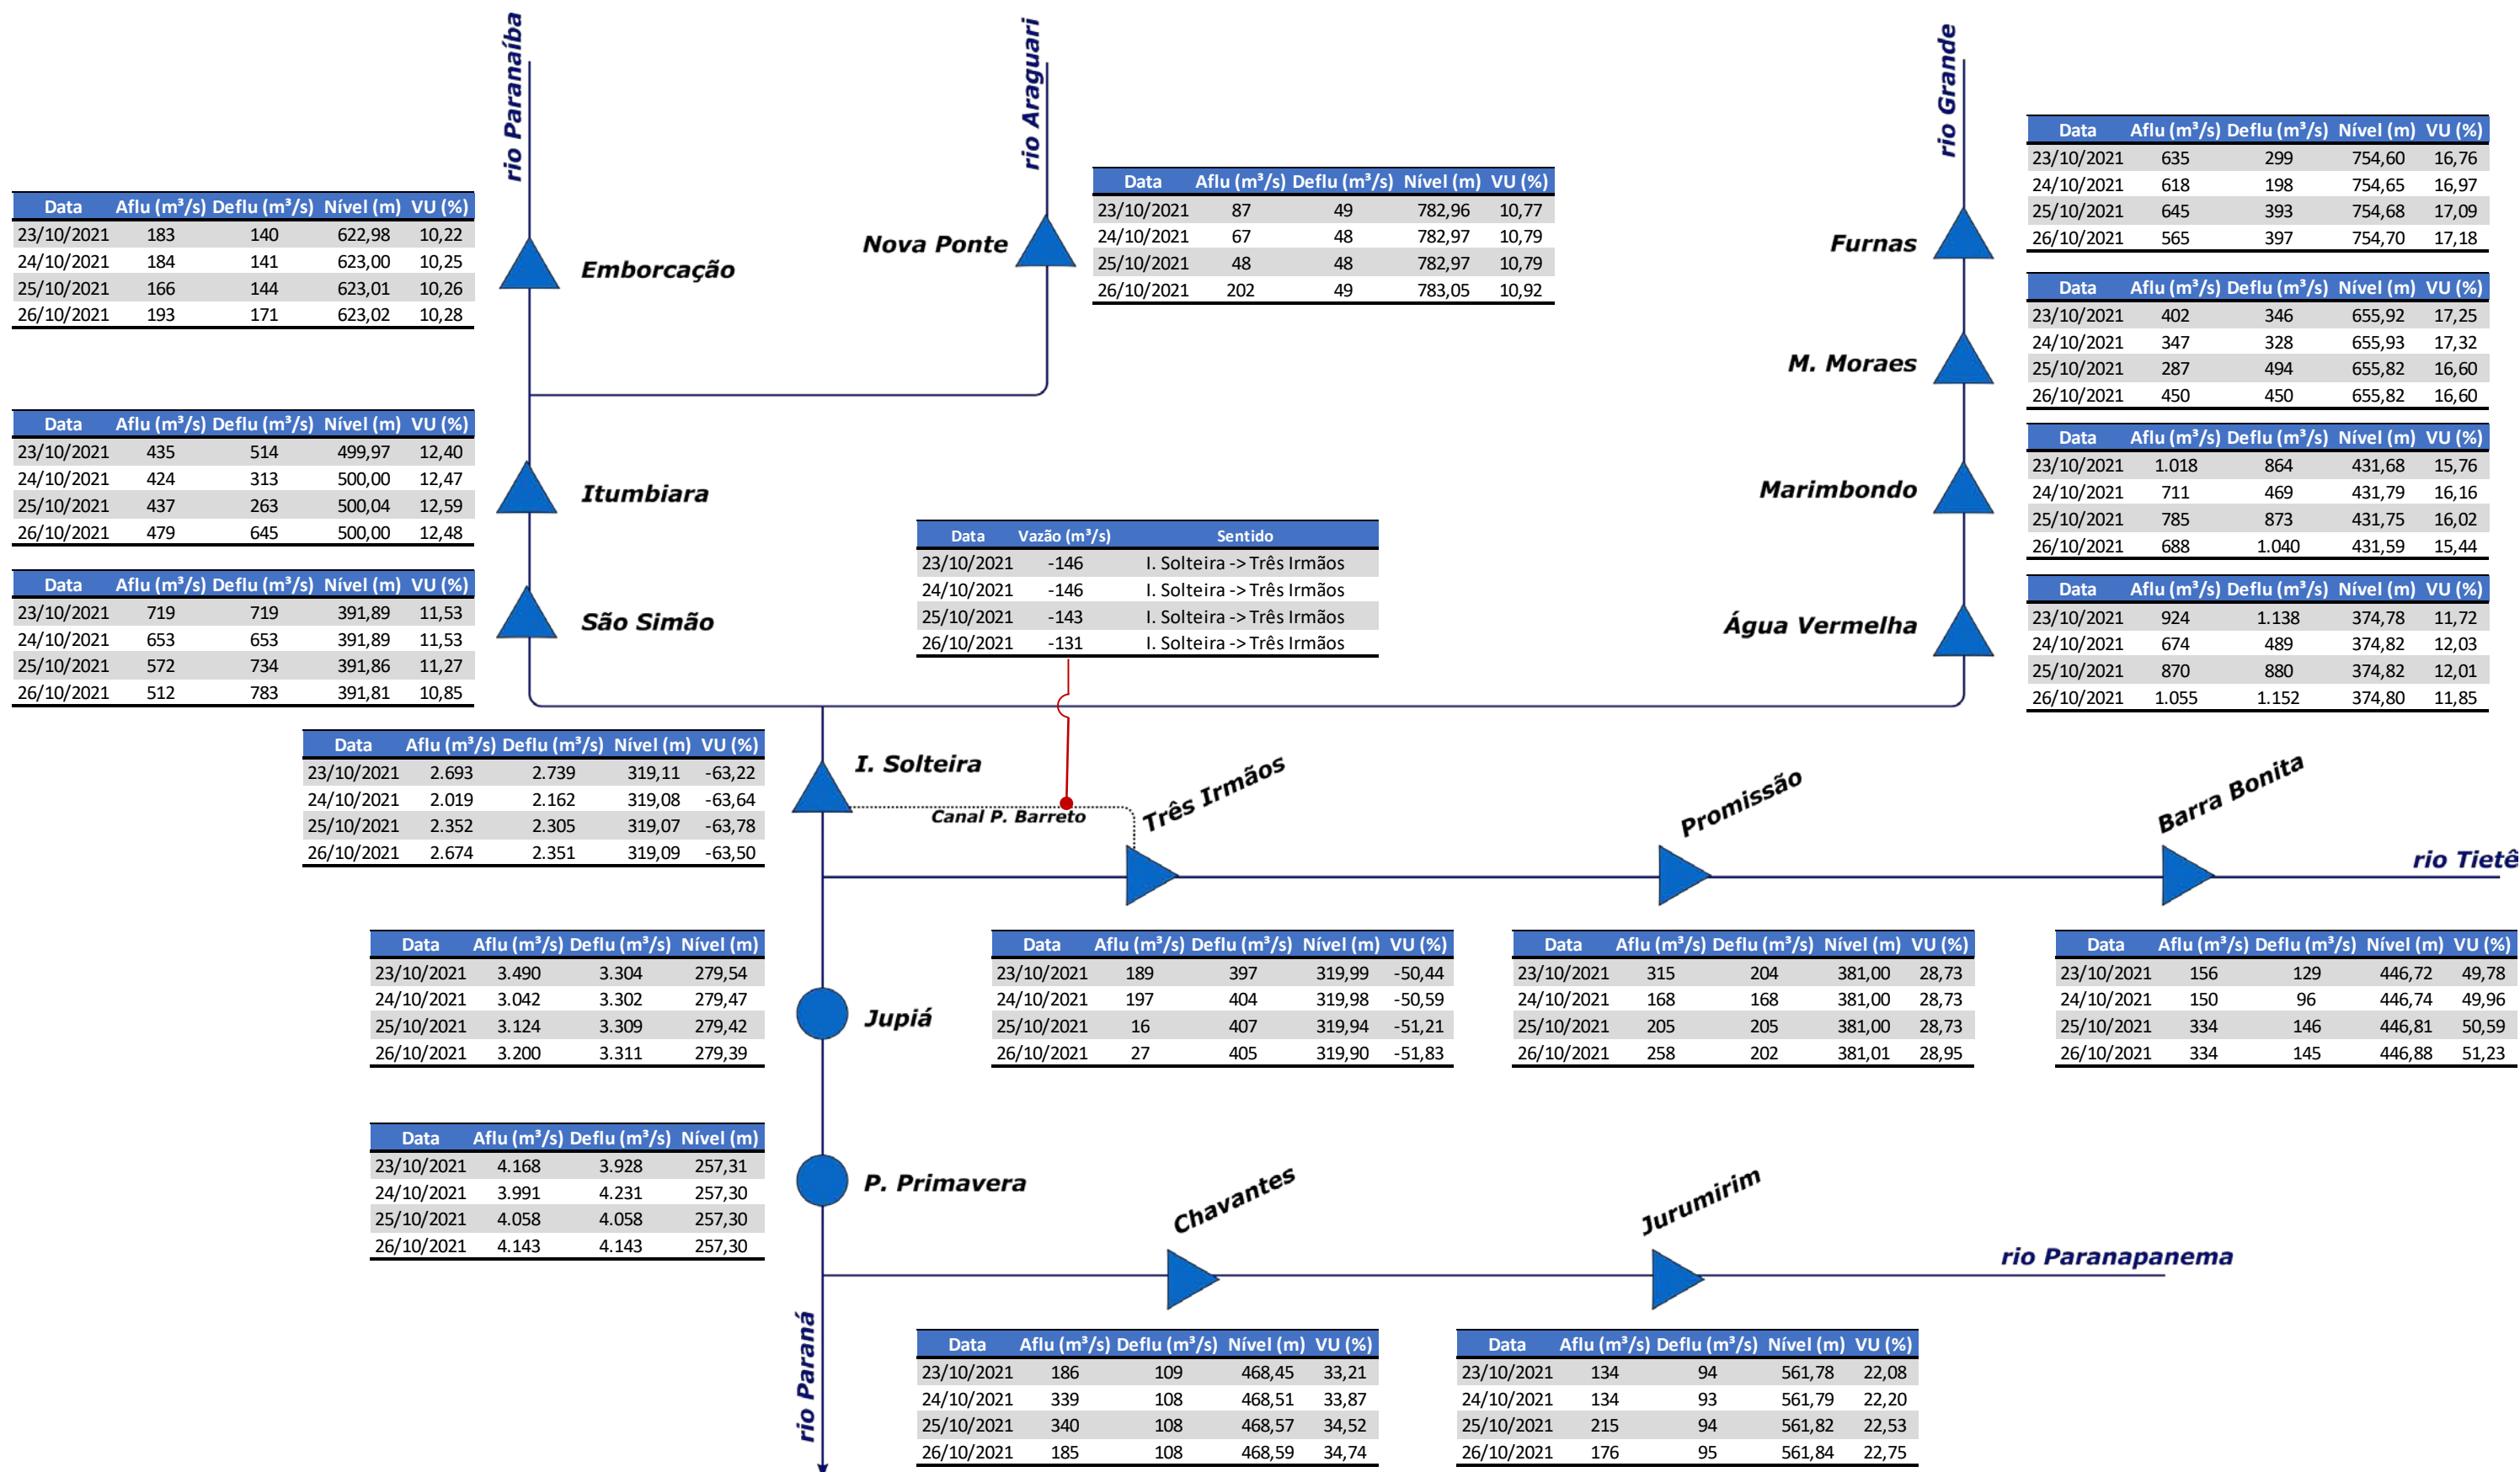 rio Paranaíba
rio Araguari
rio Grande
Data Aflu (m³/s) Deflu (m³/s) Nível (m) VU (%)
23/10/2021 183 140 622,98 10,22
24/10/2021 184 141 623,00 10,25
25/10/2021 166 144 623,01 10,26
26/10/2021 193 171 623,02 10,28
Emborcação
Nova Ponte
Data Aflu (m³/s) Deflu (m³/s) Nível (m) VU (%)
23/10/2021 87 49 782,96 10,77
24/10/2021 67 48 782,97 10,79
25/10/2021 48 48 782,97 10,79
26/10/2021 202 49 783,05 10,92
Furnas
Data Aflu (m³/s) Deflu (m³/s) Nível (m) VU (%)
23/10/2021 635 299 754,60 16,76
24/10/2021 618 198 754,65 16,97
25/10/2021 645 393 754,68 17,09
26/10/2021 565 397 754,70 17,18
M. Moraes
Data Aflu (m³/s) Deflu (m³/s) Nível (m) VU (%)
23/10/2021 402 346 655,92 17,25
24/10/2021 347 328 655,93 17,32
25/10/2021 287 494 655,82 16,60
26/10/2021 450 450 655,82 16,60
Data Aflu (m³/s) Deflu (m³/s) Nível (m) VU (%)
23/10/2021 435 514 499,97 12,40
24/10/2021 424 313 500,00 12,47
25/10/2021 437 263 500,04 12,59
26/10/2021 479 645 500,00 12,48
Itumbiara
Marimbondo
Data Aflu (m³/s) Deflu (m³/s) Nível (m) VU (%)
23/10/2021 1.018 864 431,68 15,76
24/10/2021 711 469 431,79 16,16
25/10/2021 785 873 431,75 16,02
26/10/2021 688 1.040 431,59 15,44
Data Vazão (m³/s) Sentido
23/10/2021 -146 I. Solteira -> Três Irmãos
24/10/2021 -146 I. Solteira -> Três Irmãos
25/10/2021 -143 I. Solteira -> Três Irmãos
26/10/2021 -131 I. Solteira -> Três Irmãos
Data Aflu (m³/s) Deflu (m³/s) Nível (m) VU (%)
23/10/2021 719 719 391,89 11,53
24/10/2021 653 653 391,89 11,53
25/10/2021 572 734 391,86 11,27
26/10/2021 512 783 391,81 10,85
São Simão
Água Vermelha
Data Aflu (m³/s) Deflu (m³/s) Nível (m) VU (%)
23/10/2021 924 1.138 374,78 11,72
24/10/2021 674 489 374,82 12,03
25/10/2021 870 880 374,82 12,01
26/10/2021 1.055 1.152 374,80 11,85
Data Aflu (m³/s) Deflu (m³/s) Nível (m) VU (%)
23/10/2021 2.693 2.739 319,11 -63,22
24/10/2021 2.019 2.162 319,08 -63,64
25/10/2021 2.352 2.305 319,07 -63,78
26/10/2021 2.674 2.351 319,09 -63,50
I. Solteira
Canal P. Barreto
Três Irmãos
Promissão
Barra Bonita
rio Tietê
Data Aflu (m³/s) Deflu (m³/s) Nível (m)
23/10/2021 3.490 3.304 279,54
24/10/2021 3.042 3.302 279,47
25/10/2021 3.124 3.309 279,42
26/10/2021 3.200 3.311 279,39
Jupiá
Data Aflu (m³/s) Deflu (m³/s) Nível (m) VU (%)
23/10/2021 189 397 319,99 -50,44
24/10/2021 197 404 319,98 -50,59
25/10/2021 16 407 319,94 -51,21
26/10/2021 27 405 319,90 -51,83
Data Aflu (m³/s) Deflu (m³/s) Nível (m) VU (%)
23/10/2021 315 204 381,00 28,73
24/10/2021 168 168 381,00 28,73
25/10/2021 205 205 381,00 28,73
26/10/2021 258 202 381,01 28,95
Data Aflu (m³/s) Deflu (m³/s) Nível (m) VU (%)
23/10/2021 156 129 446,72 49,78
24/10/2021 150 96 446,74 49,96
25/10/2021 334 146 446,81 50,59
26/10/2021 334 145 446,88 51,23
Data Aflu (m³/s) Deflu (m³/s) Nível (m)
23/10/2021 4.168 3.928 257,31
24/10/2021 3.991 4.231 257,30
25/10/2021 4.058 4.058 257,30
26/10/2021 4.143 4.143 257,30
P. Primavera
Chavantes
Jurumirim
rio Paranapanema
rio Paraná
Data Aflu (m³/s) Deflu (m³/s) Nível (m) VU (%)
23/10/2021 186 109 468,45 33,21
24/10/2021 339 108 468,51 33,87
25/10/2021 340 108 468,57 34,52
26/10/2021 185 108 468,59 34,74
Data Aflu (m³/s) Deflu (m³/s) Nível (m) VU (%)
23/10/2021 134 94 561,78 22,08
24/10/2021 134 93 561,79 22,20
25/10/2021 215 94 561,82 22,53
26/10/2021 176 95 561,84 22,75